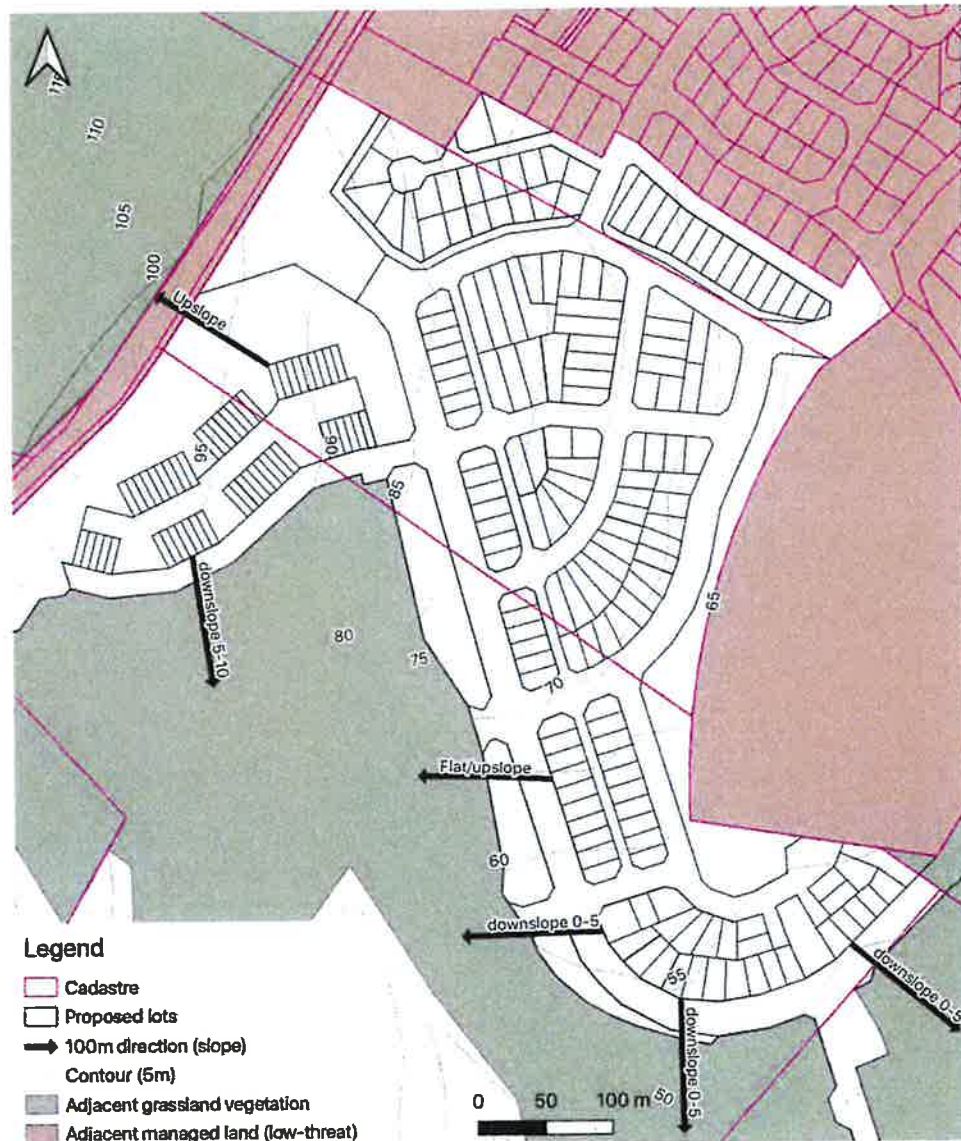 115
110
105
100
Upslope
95
90
85
downslope 5-10
80
75
65
70
Flat/upslope
60
downslope 0-5
55
downslope 0-5
downslope 0-5
50
Legend
Cadastre
Proposed lots
100m direction (slope)
Contour (5m)
Adjacent grassland vegetation
Adjacent managed land (low-threat)
0 50 100 m